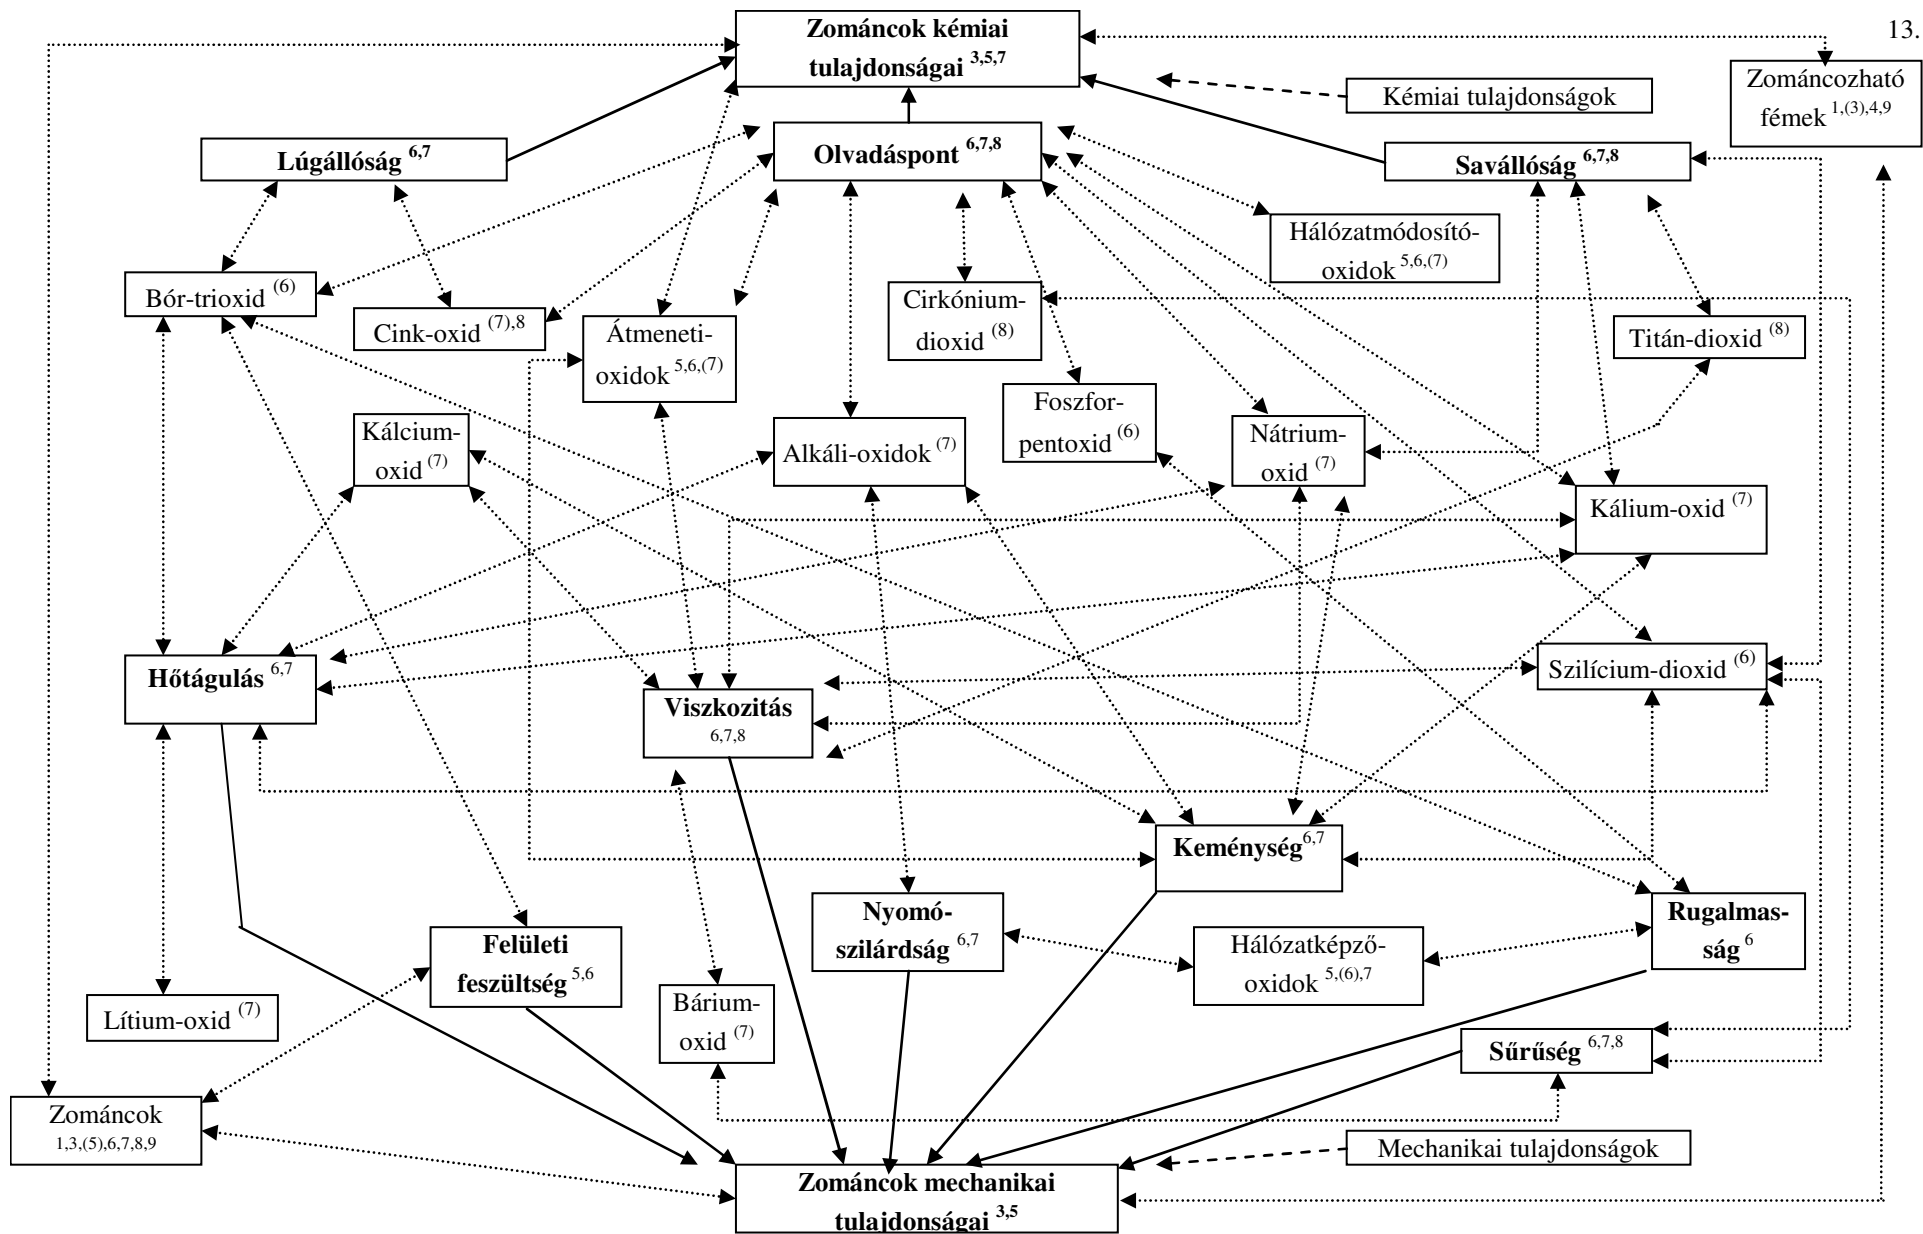 13.
Zománcok kémiai
tulajdonságai 3,5,7
Kémiai tulajdonságok
Zománcozható
fémek 1,(3),4,9
Lúgállóság 6,7
Olvadáspont 6,7,8
Savállóság 6,7,8
Hálózatmódosító-
oxidok 5,6,(7)
Bór-trioxid (6)
Cink-oxid (7),8
Átmeneti-
oxidok 5,6,(7)
Cirkónium-
dioxid (8)
Titán-dioxid (8)
Foszfor-
pentoxid (6)
Kálcium-
oxid (7)
Alkáli-oxidok (7)
Nátrium-
oxid (7)
Kálium-oxid (7)
Hőtágulás 6,7
Viszkozitás
6,7,8
Szilícium-dioxid (6)
Keménység6,7
Nyomó-
szilárdság 6,7
Rugalmas-
ság 6
Felületi
feszültség 5,6
Hálózatképző-
oxidok 5,(6),7
Lítium-oxid (7)
Bárium-
oxid (7)
Sűrűség 6,7,8
Zománcok
1,3,(5),6,7,8,9
Mechanikai tulajdonságok
Zománcok mechanikai
tulajdonságai 3,5